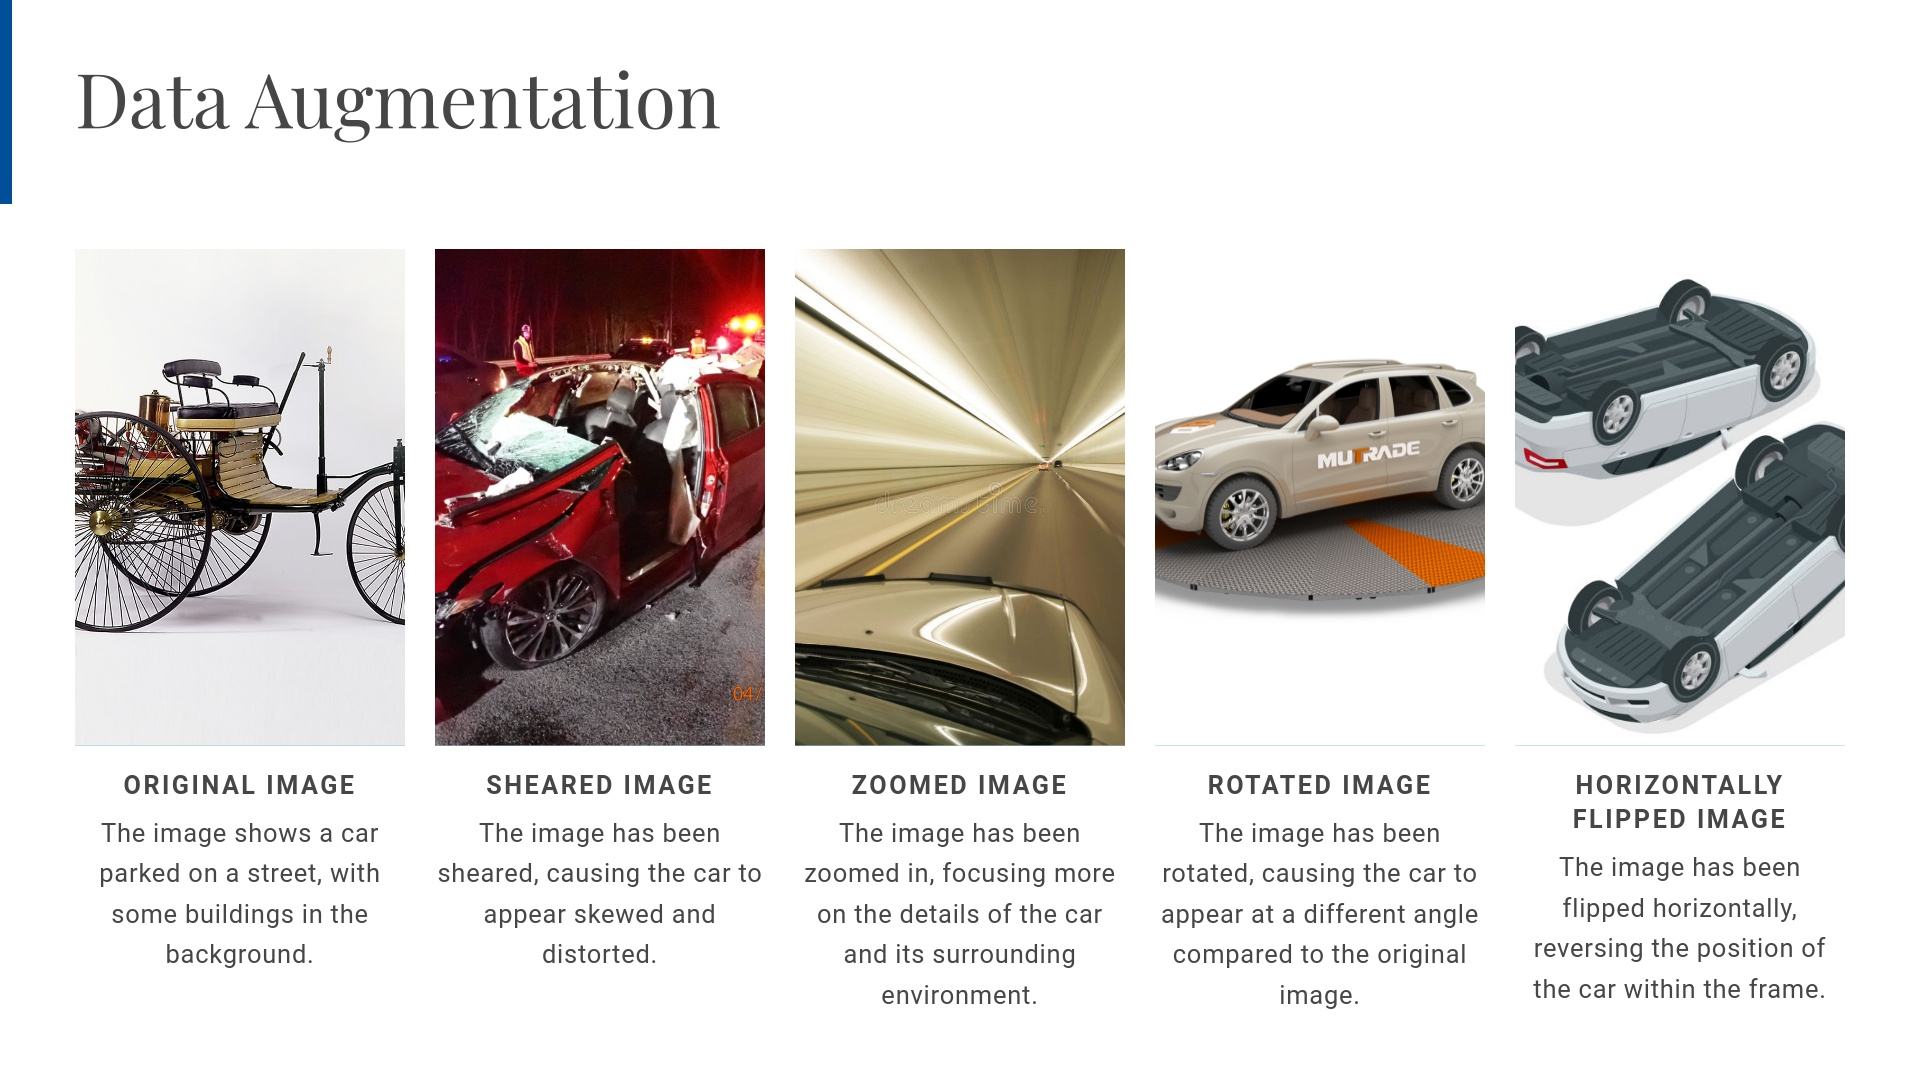 Data Augmentation
dreamstime
MUTRADE
04/
ORIGINAL IMAGE
The image shows a car
parked on a street, with
some buildings in the
background.
SHEARED IMAGE
The image has been
sheared, causing the car to
appear skewed and
distorted.
ZOOMED IMAGE
The image has been
zoomed in, focusing more
on the details of the car
and its surrounding
environment.
ROTATED IMAGE
The image has been
rotated, causing the car to
appear at a different angle
compared to the original
image.
HORIZONTALLY
FLIPPED IMAGE
The image has been
flipped horizontally,
reversing the position of
the car within the frame.